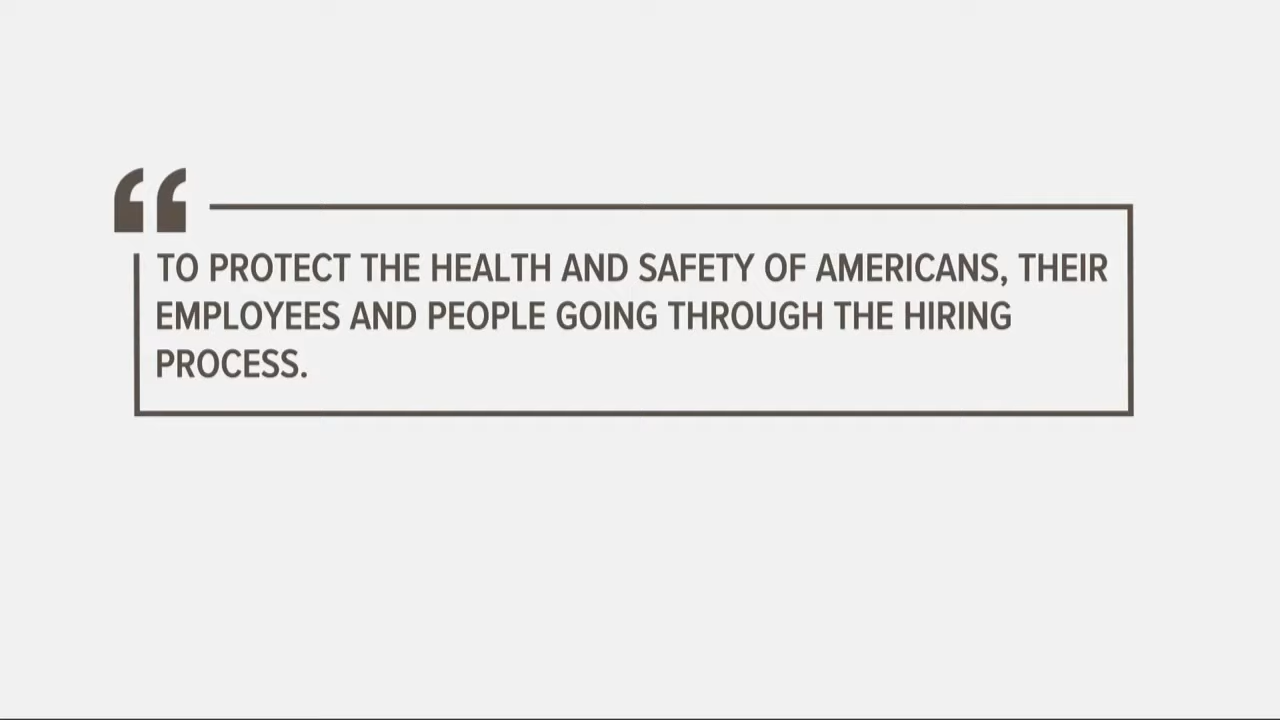 “
TO PROTECT THE HEALTH AND SAFETY OF AMERICANS, THEIR
EMPLOYEES AND PEOPLE GOING THROUGH THE HIRING
PROCESS.